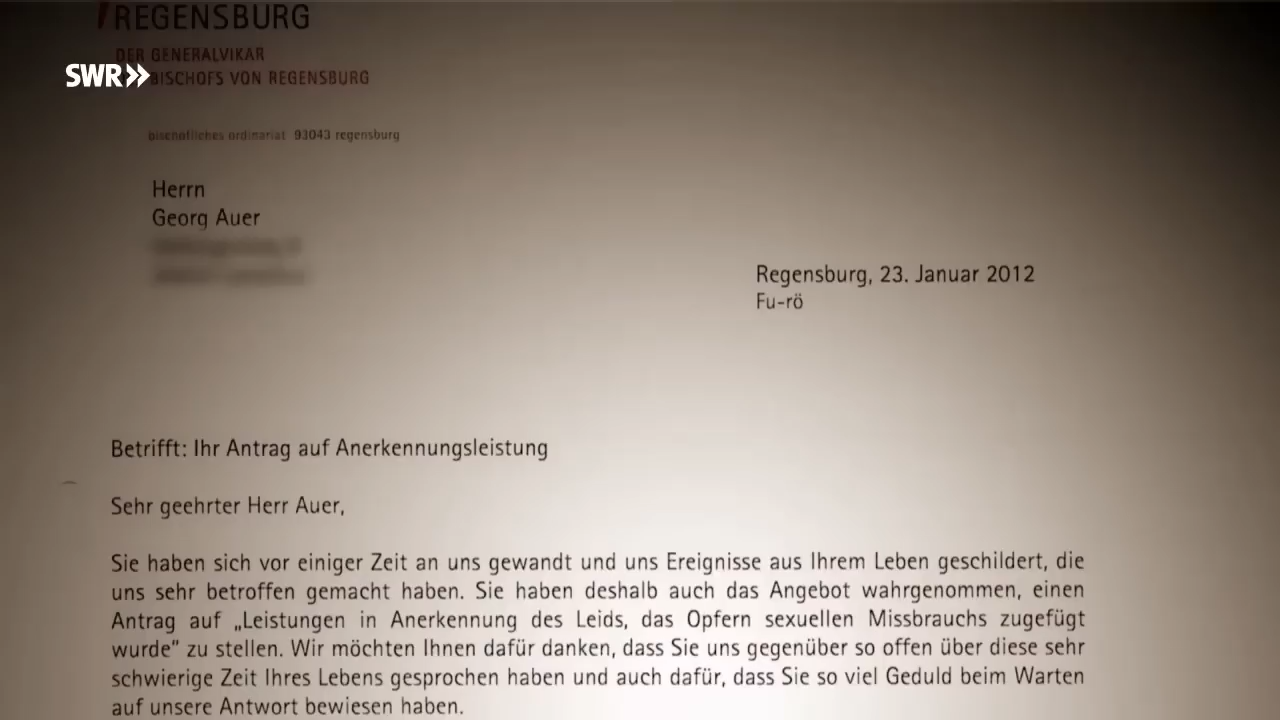 REGENSBURG
DER GENERALVIKAR
SWR
BISCHOFS VON REGENSBURG
bischöfliches ordinariat 93043 regensburg
Herrn
Georg Auer
Regensburg, 23. Januar 2012
Fu-rö
Betrifft: Ihr Antrag auf Anerkennungsleistung
Sehr geehrter Herr Auer,
Sie haben sich vor einiger Zeit an uns gewandt und uns Ereignisse aus Ihrem Leben geschildert, die
uns sehr betroffen gemacht haben. Sie haben deshalb auch das Angebot wahrgenommen, einen
Antrag auf „Leistungen in Anerkennung des Leids, das Opfern sexuellen Missbrauchs zugefügt
wurde" zu stellen. Wir möchten Ihnen dafür danken, dass Sie uns gegenüber so offen über diese sehr
schwierige Zeit Ihres Lebens gesprochen haben und auch dafür, dass Sie so viel Geduld beim Warten
auf unsere Antwort bewiesen haben.